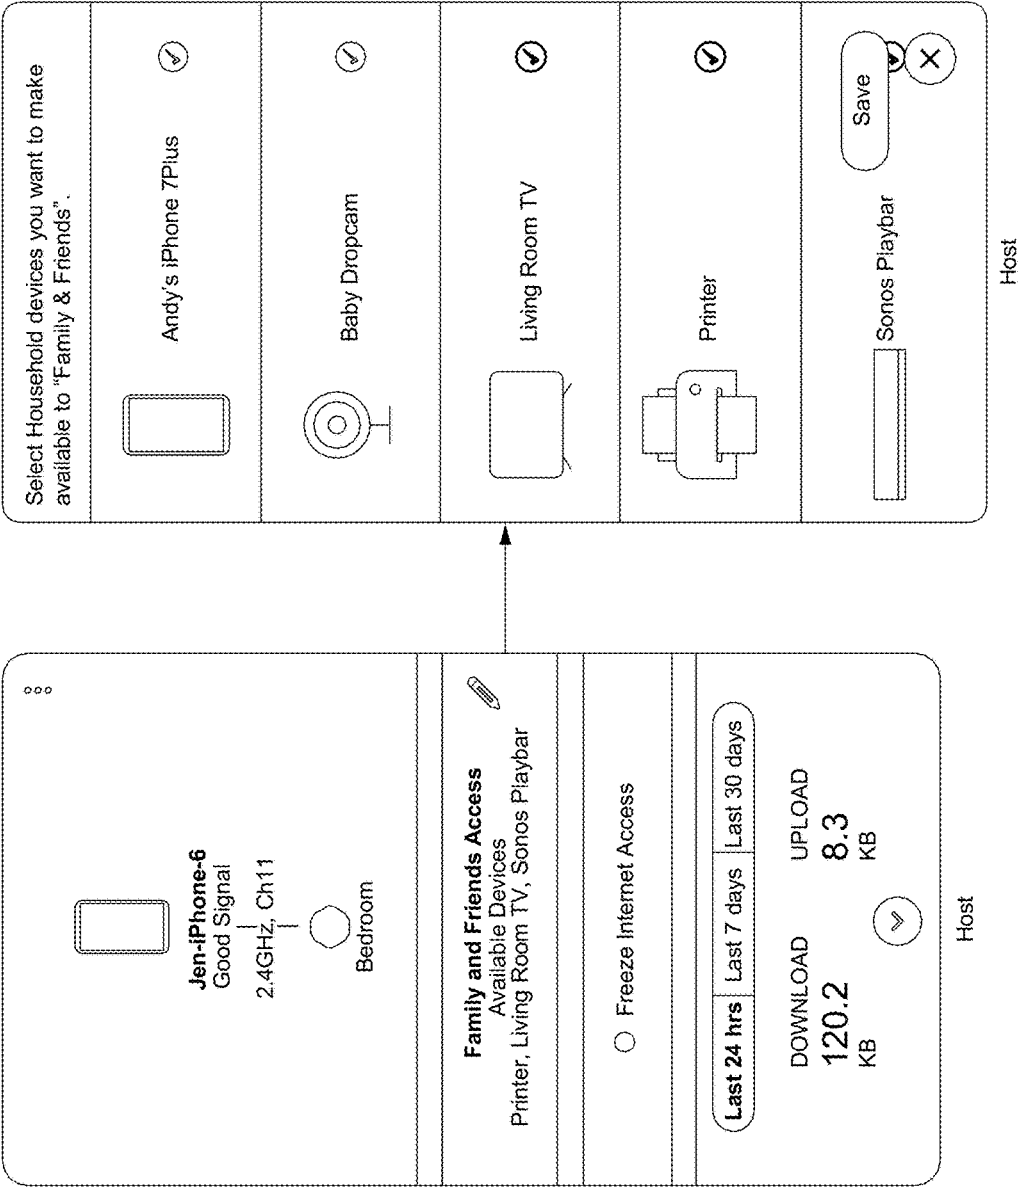 Jen-iPhone-6
Good Signal
2.4GHz, Ch11
Bedroom
Family and Friends Access
Available Devices
Printer, Living Room TV, Sonos Playbar
Freeze Internet Access
Last 24 hrs Last 7 days Last 30 days
DOWNLOAD UPLOAD
120.2 8.3
KB KB
Host
Select Household devices you want to make
available to “Family & Friends”.
Andy's iPhone 7Plus
Baby Dropcam
Living Room TV
Printer
Save
Sonos Playbar
Host